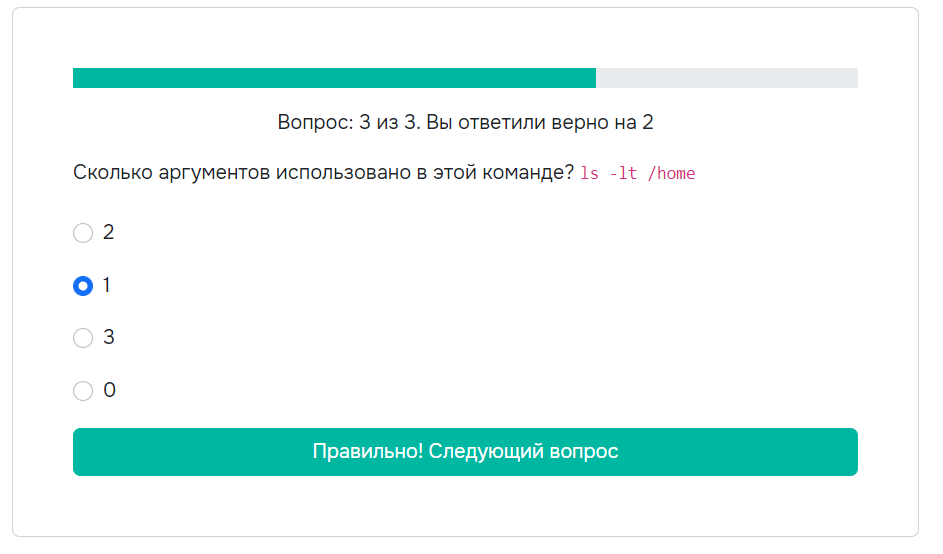 Вопрос: 3 из 3. Вы ответили верно на 2
Сколько аргументов использовано в этой команде? ls -lt /home
2
1
3
0
Правильно! Следующий вопрос